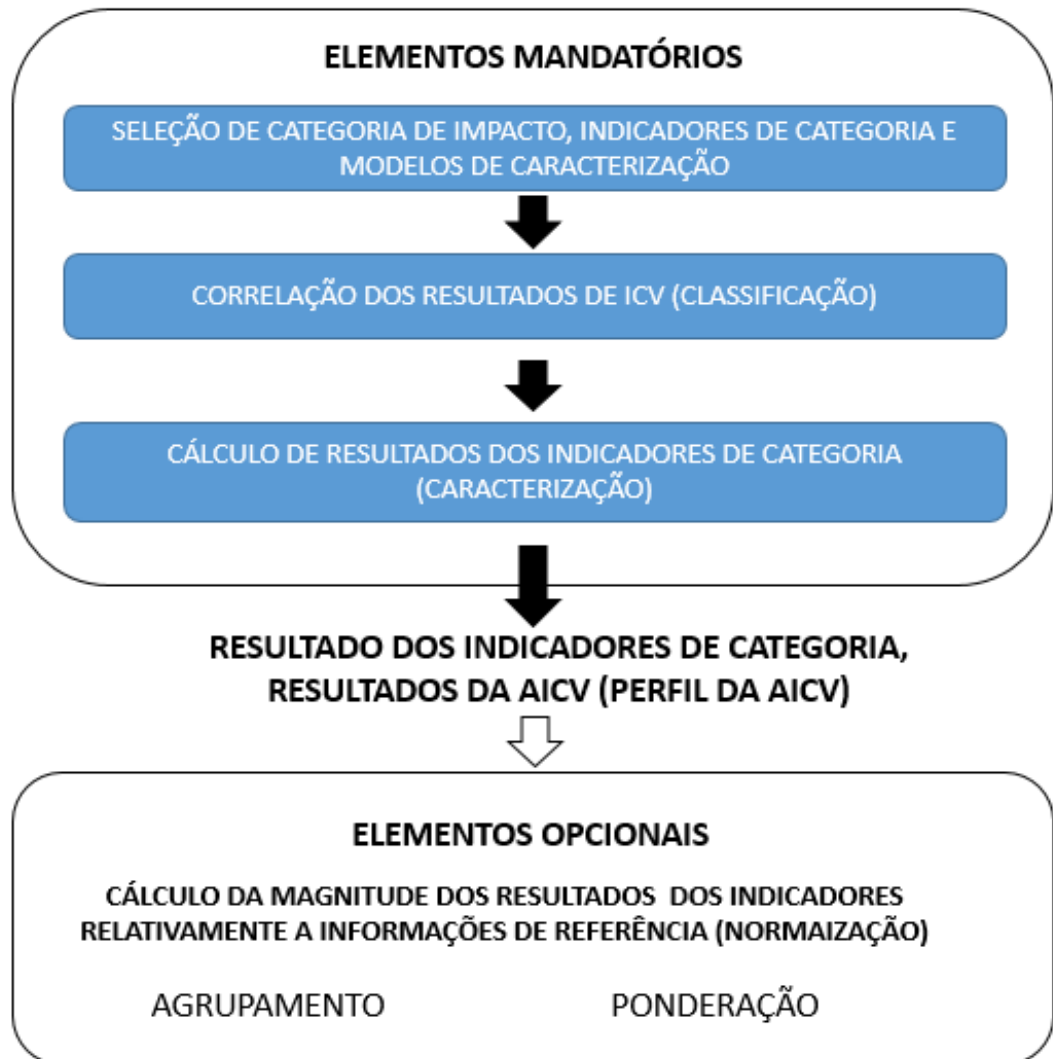 ELEMENTOS MANDATÓRIOS
SELEÇÃO DE CATEGORIA DE IMPACTO, INDICADORES DE CATEGORIA E
MODELOS DE CARACTERIZAÇÃO
CORRELAÇÃO DOS RESULTADOS DE ICV (CLASSIFICAÇÃO)
CÁLCULO DE RESULTADOS DOS INDICADORES DE CATEGORIA
(CARACTERIZAÇÃO)
RESULTADO DOS INDICADORES DE CATEGORIA,
RESULTADOS DA AICV (PERFIL DA AICV)
ELEMENTOS OPCIONAIS
CÁLCULO DA MAGNITUDE DOS RESULTADOS DOS INDICADORES
RELATIVAMENTE A INFORMAÇÕES DE REFERÊNCIA (NORMAIZAÇÃO)
AGRUPAMENTO PONDERAÇÃO